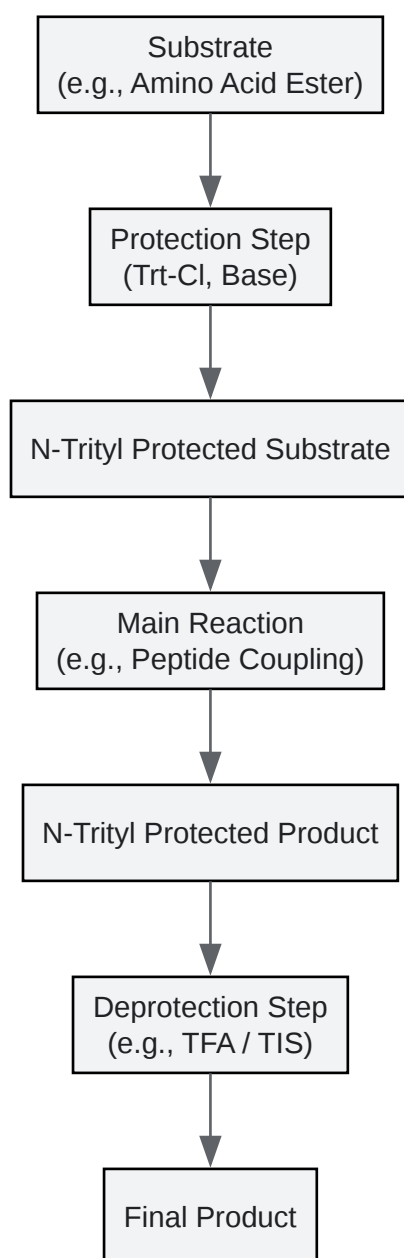 Substrate
(e.g., Amino Acid Ester)
Protection Step
(Trt-Cl, Base)
N-Trityl Protected Substrate
Main Reaction
(e.g., Peptide Coupling)
N-Trityl Protected Product
Deprotection Step
(e.g., TFA / TIS)
Final Product